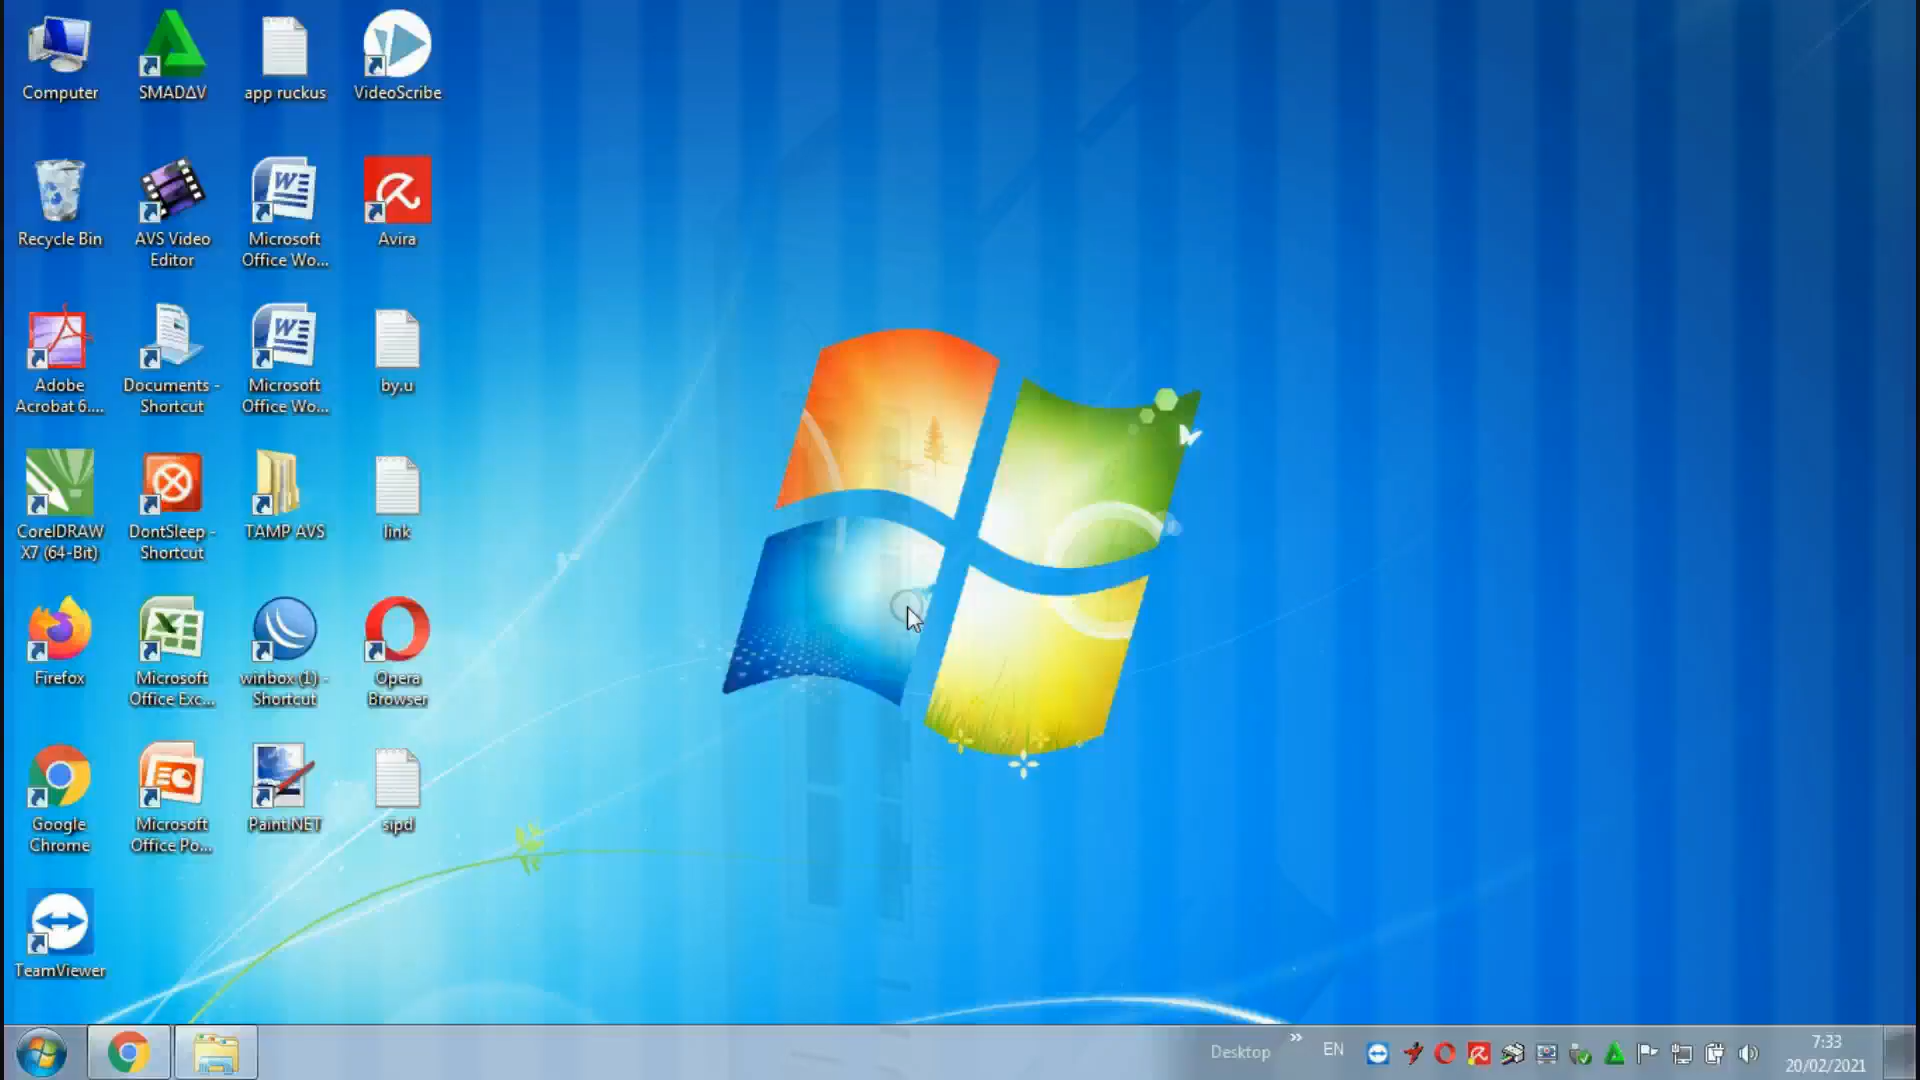 Computer
SMAD∆V
app ruckus
VideoScribe
Recycle Bin
AVS Video
Editor
Microsoft
Office Wo...
Avira
Adobe
Acrobat 6....
Documents -
Shortcut
Microsoft
Office Wo...
by.u
CorelDRAW
X7 (64-Bit)
DontSleep -
Shortcut
TAMP AVS
link
Firefox
Microsoft
Office Exc...
winbox (1) -
Shortcut
Opera
Browser
Google
Chrome
Microsoft
Office Po...
Paint.NET
sipd
TeamViewer
Desktop
»
EN
7:33
20/02/2021